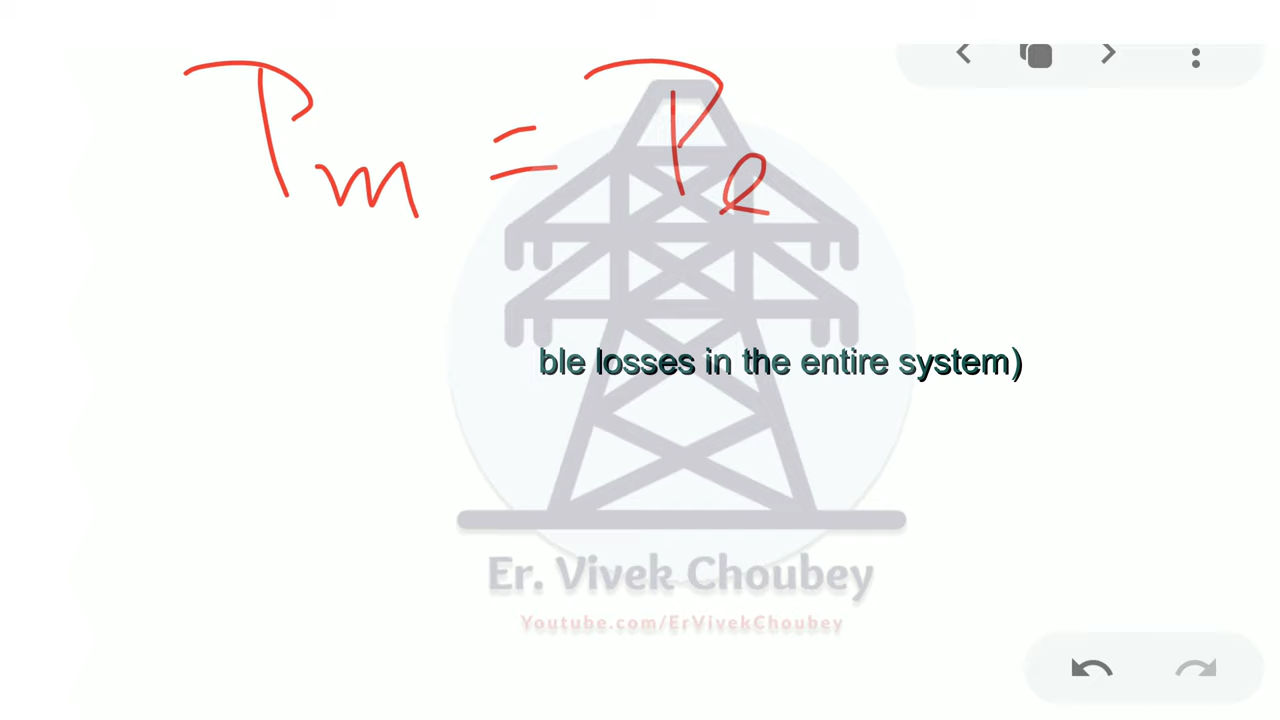 Pm = Pe
ble losses in the entire system)
Er. Vivek Choubey
Youtube.com/ErVivekChoubey